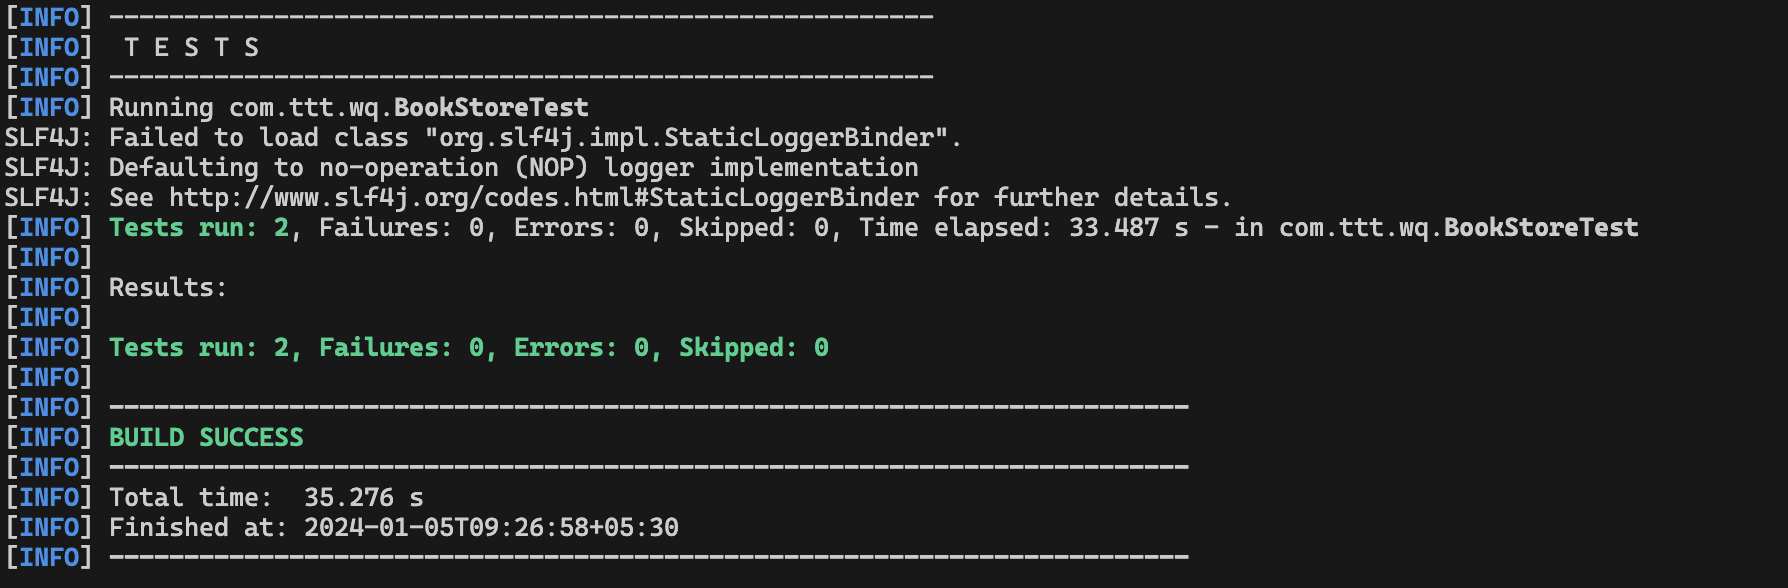 [INFO] -------------------------------------------------------
[INFO]  T E S T S
[INFO] -------------------------------------------------------
[INFO] Running com.ttt.wq.BookStoreTest
SLF4J: Failed to load class "org.slf4j.impl.StaticLoggerBinder".
SLF4J: Defaulting to no-operation (NOP) logger implementation
SLF4J: See http://www.slf4j.org/codes.html#StaticLoggerBinder for further details.
[INFO] Tests run: 2, Failures: 0, Errors: 0, Skipped: 0, Time elapsed: 33.487 s - in com.ttt.wq.BookStoreTest
[INFO]
[INFO] Results:
[INFO]
[INFO] Tests run: 2, Failures: 0, Errors: 0, Skipped: 0
[INFO]
[INFO] ------------------------------------------------------------------------
[INFO] BUILD SUCCESS
[INFO] ------------------------------------------------------------------------
[INFO] Total time:  35.276 s
[INFO] Finished at: 2024-01-05T09:26:58+05:30
[INFO] ------------------------------------------------------------------------